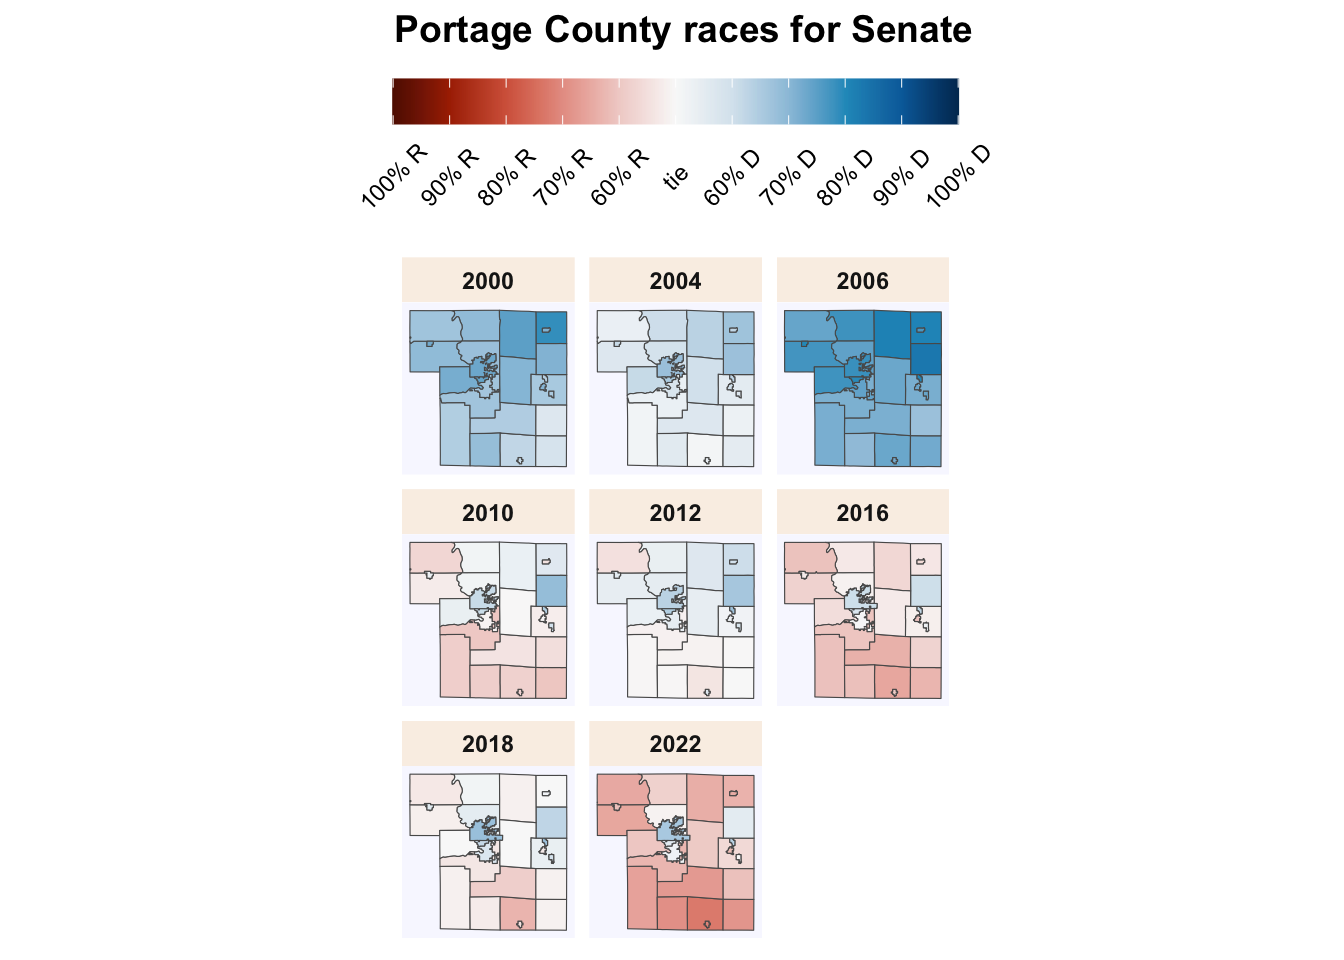 Portage County races for Senate
100% R
90% R
80% R
70% R
60% R
tie
60% D
70% D
80% D
90% D
100% D
2000
2004
2006
2010
2012
2016
2018
2022